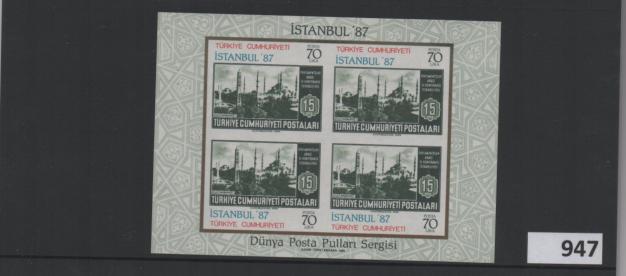 İSTANBUL '87
TÜRKİYE CUMHURİYETİ
İSTANBUL '87
POSTA
70
LİRA
15
TÜRKİYE CUMHURİYETİ POSTALARI
TÜRKİYE CUMHURİYETİ
İSTANBUL '87
POSTA
70
LİRA
15
TÜRKİYE CUMHURİYETİ POSTALARI
15
TÜRKİYE CUMHURİYETİ POSTALARI
İSTANBUL '87
TÜRKİYE CUMHURİYETİ
POSTA
70
LİRA
15
TÜRKİYE CUMHURİYETİ POSTALARI
İSTANBUL '87
TÜRKİYE CUMHURİYETİ
POSTA
70
LİRA
Dünya Posta Pulları Sergisi
947